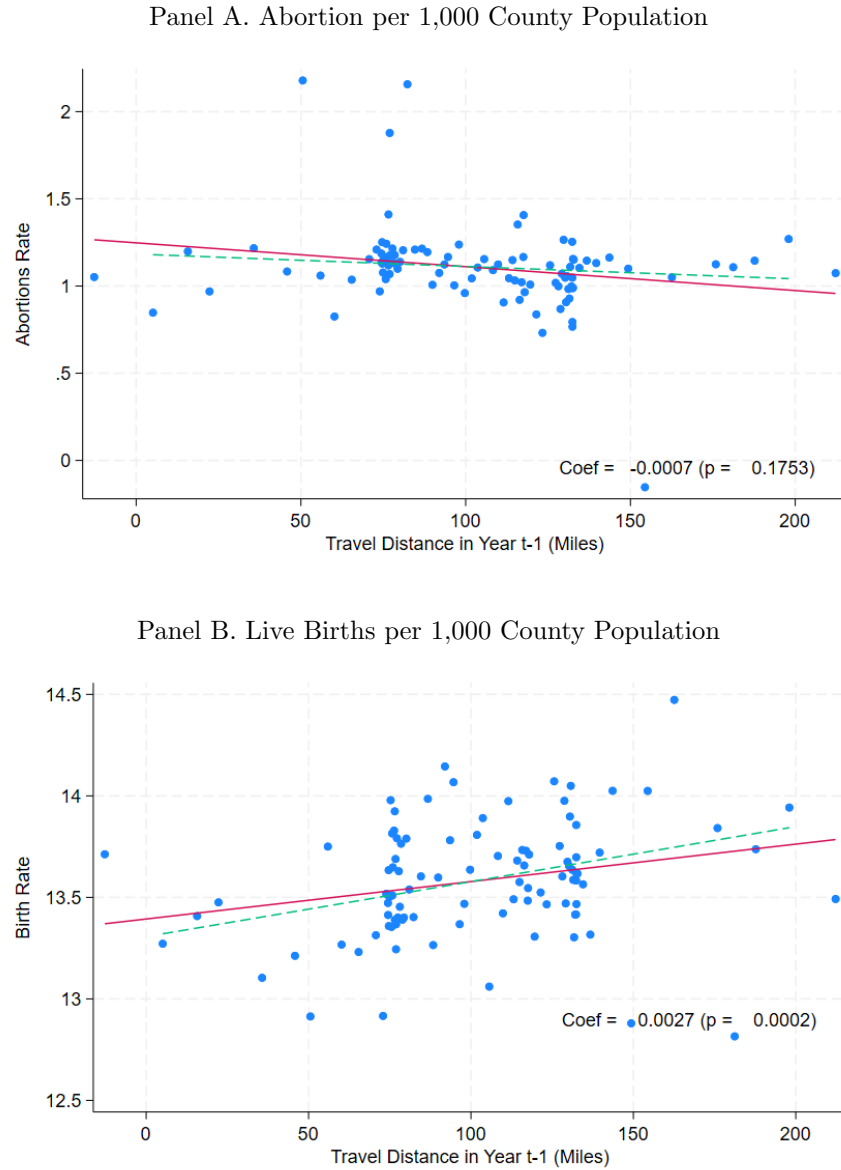 Panel A. Abortion per 1,000 County Population
2
1.5
1
.5
0
Abortions Rate
Coef = -0.0007 (p = 0.1753)
0 50 100 150 200
Travel Distance in Year t-1 (Miles)
Panel B. Live Births per 1,000 County Population
14.5
14
13.5
13
12.5
Birth Rate
Coef = 0.0027 (p = 0.0002)
0 50 100 150 200
Travel Distance in Year t-1 (Miles)